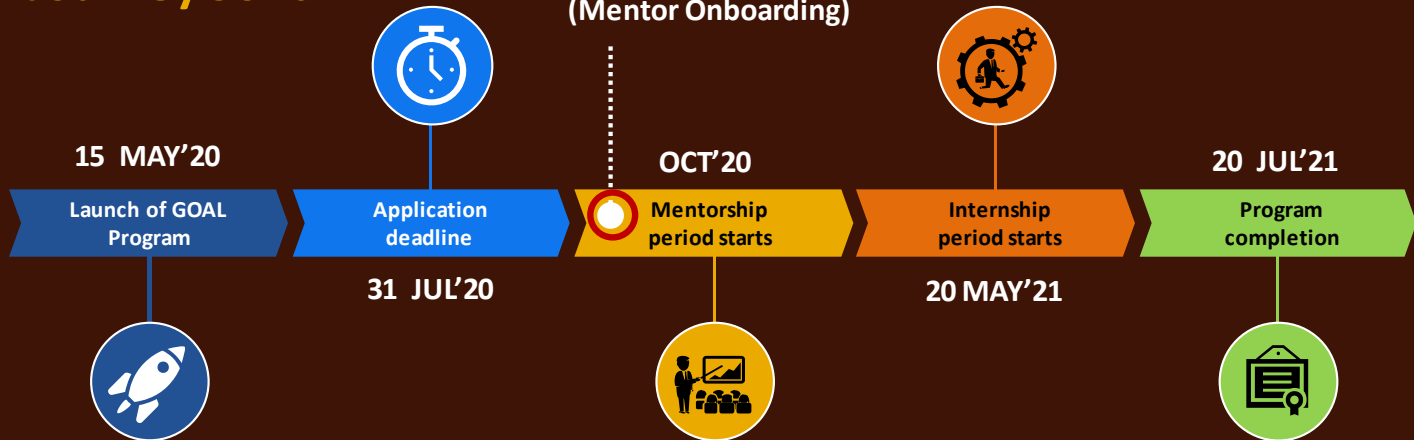 (Mentor Onboarding)
15 MAY'20
OCT'20
20 JUL'21
Launch of GOAL
Program
Application
deadline
Mentorship
period starts
Internship
period starts
Program
completion
31 JUL'20
20 MAY'21